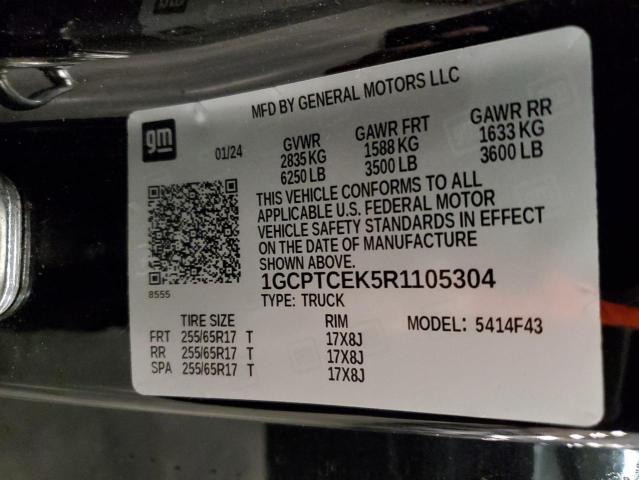 MFD BY GENERAL MOTORS LLC
gm
01/24
GVWR
2835 KG
6250 LB
GAWR FRT
1588 KG
3500 LB
GAWR RR
1633 KG
3600 LB
THIS VEHICLE CONFORMS TO ALL
APPLICABLE U.S. FEDERAL MOTOR
VEHICLE SAFETY STANDARDS IN EFFECT
ON THE DATE OF MANUFACTURE
SHOWN ABOVE.
8555
1GCPTCEK5R1105304
TYPE: TRUCK
TIRE SIZE RIM MODEL: 5414F43
FRT 255/65R17 T 17X8J
RR 255/65R17 T 17X8J
SPA 255/65R17 T 17X8J